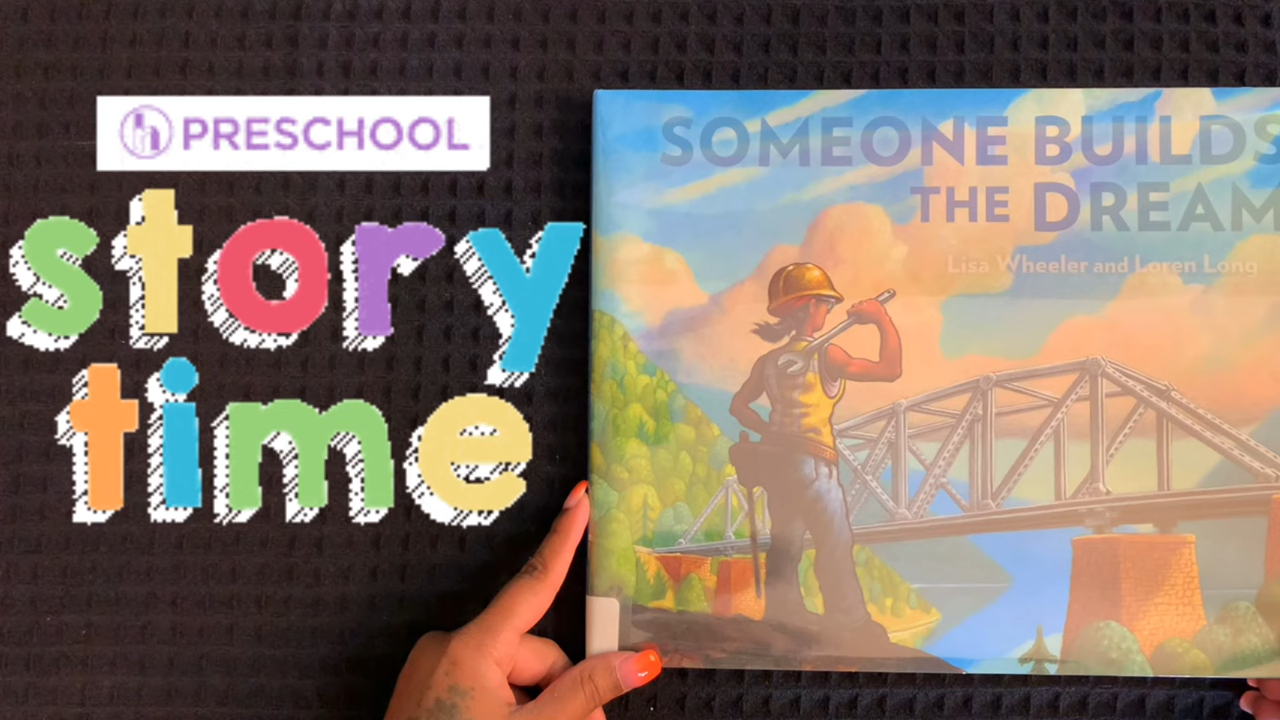 PRESCHOOL
story
time
SOMEONE BUILDS
THE DREAM
Lisa Wheeler and Loren Long